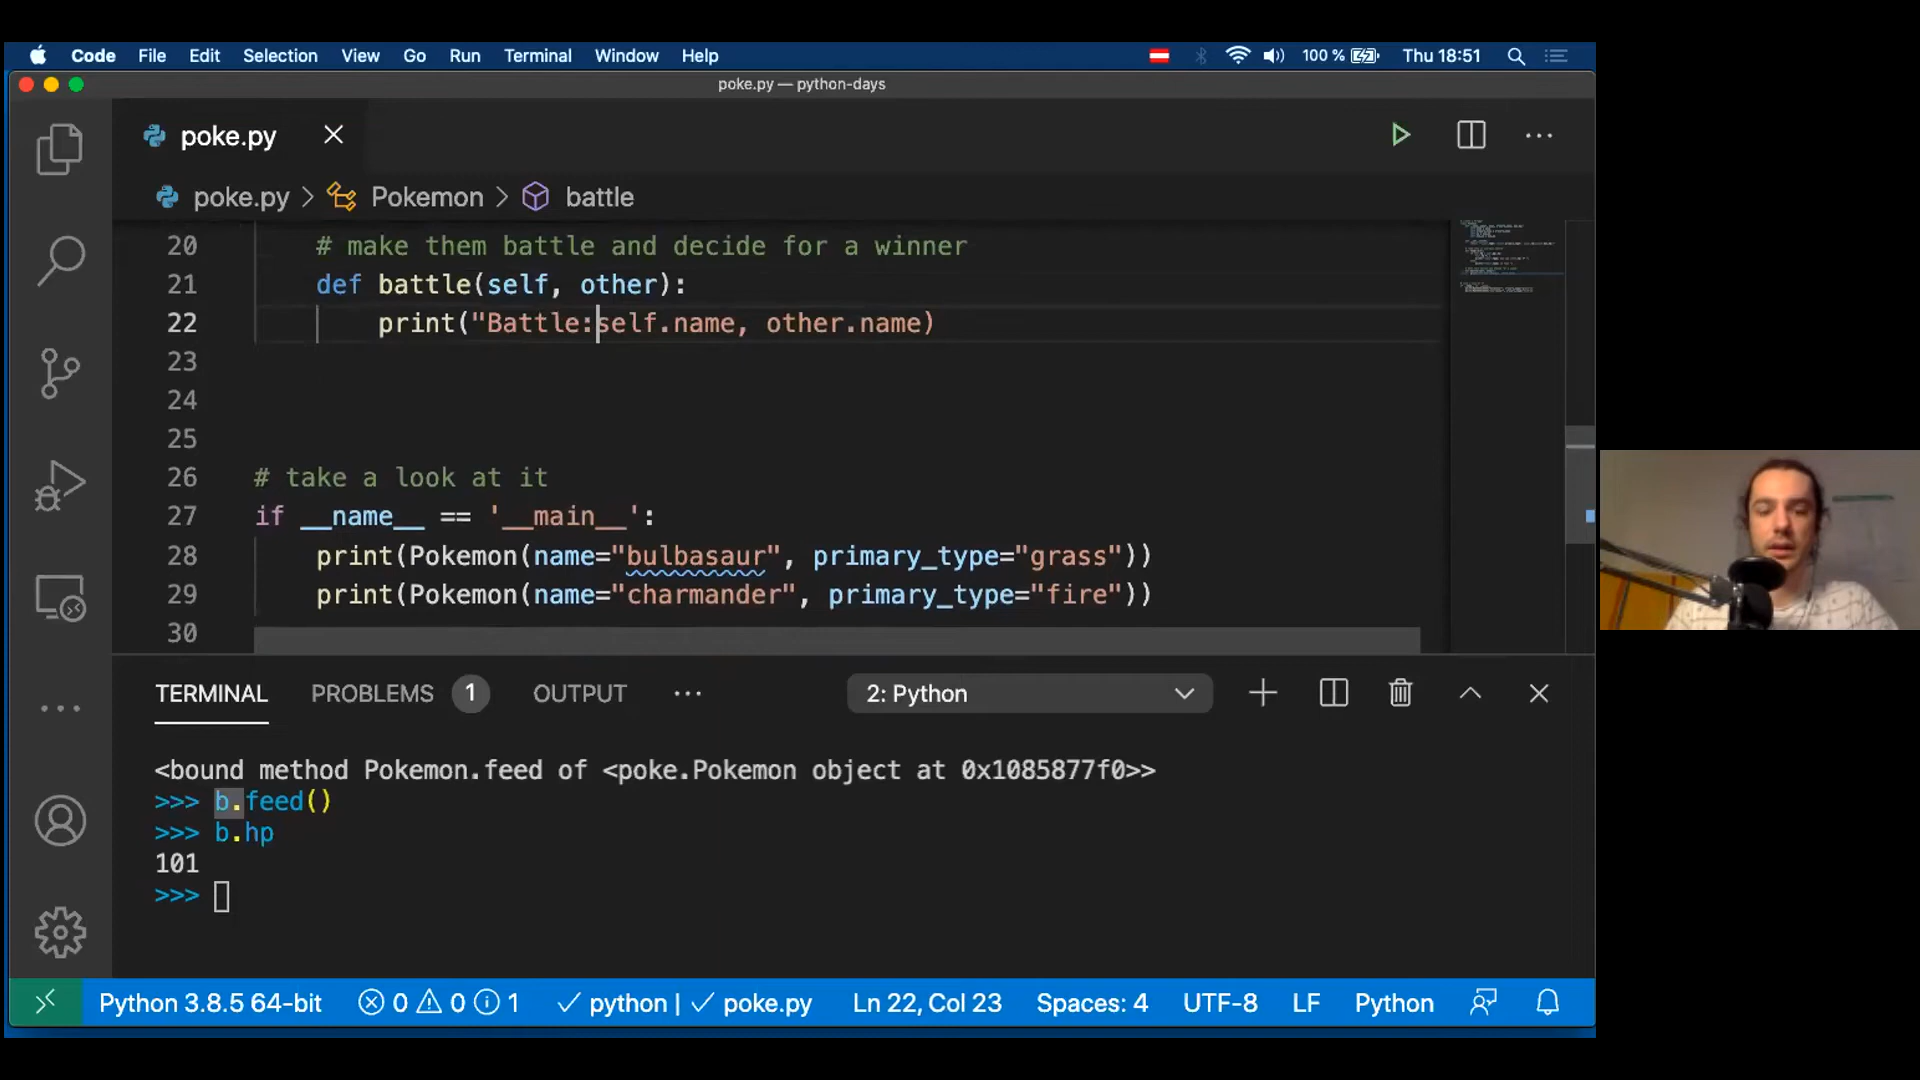 Code File Edit Selection View Go Run Terminal Window Help 100 % Thu 18:51
poke.py — python-days
poke.py
poke.py > Pokemon > battle
20 # make them battle and decide for a winner
21 def battle(self, other):
22 print("Battle:self.name, other.name)
23
24
25
26 # take a look at it
27 if __name__ == '__main__':
28 print(Pokemon(name="bulbasaur", primary_type="grass"))
29 print(Pokemon(name="charmander", primary_type="fire"))
30
TERMINAL PROBLEMS 1 OUTPUT ··· 2: Python
<bound method Pokemon.feed of <poke.Pokemon object at 0x1085877f0>>
>>> b.feed()
>>> b.hp
101
>>>
Python 3.8.5 64-bit 0 0 1 python | poke.py Ln 22, Col 23 Spaces: 4 UTF-8 LF Python